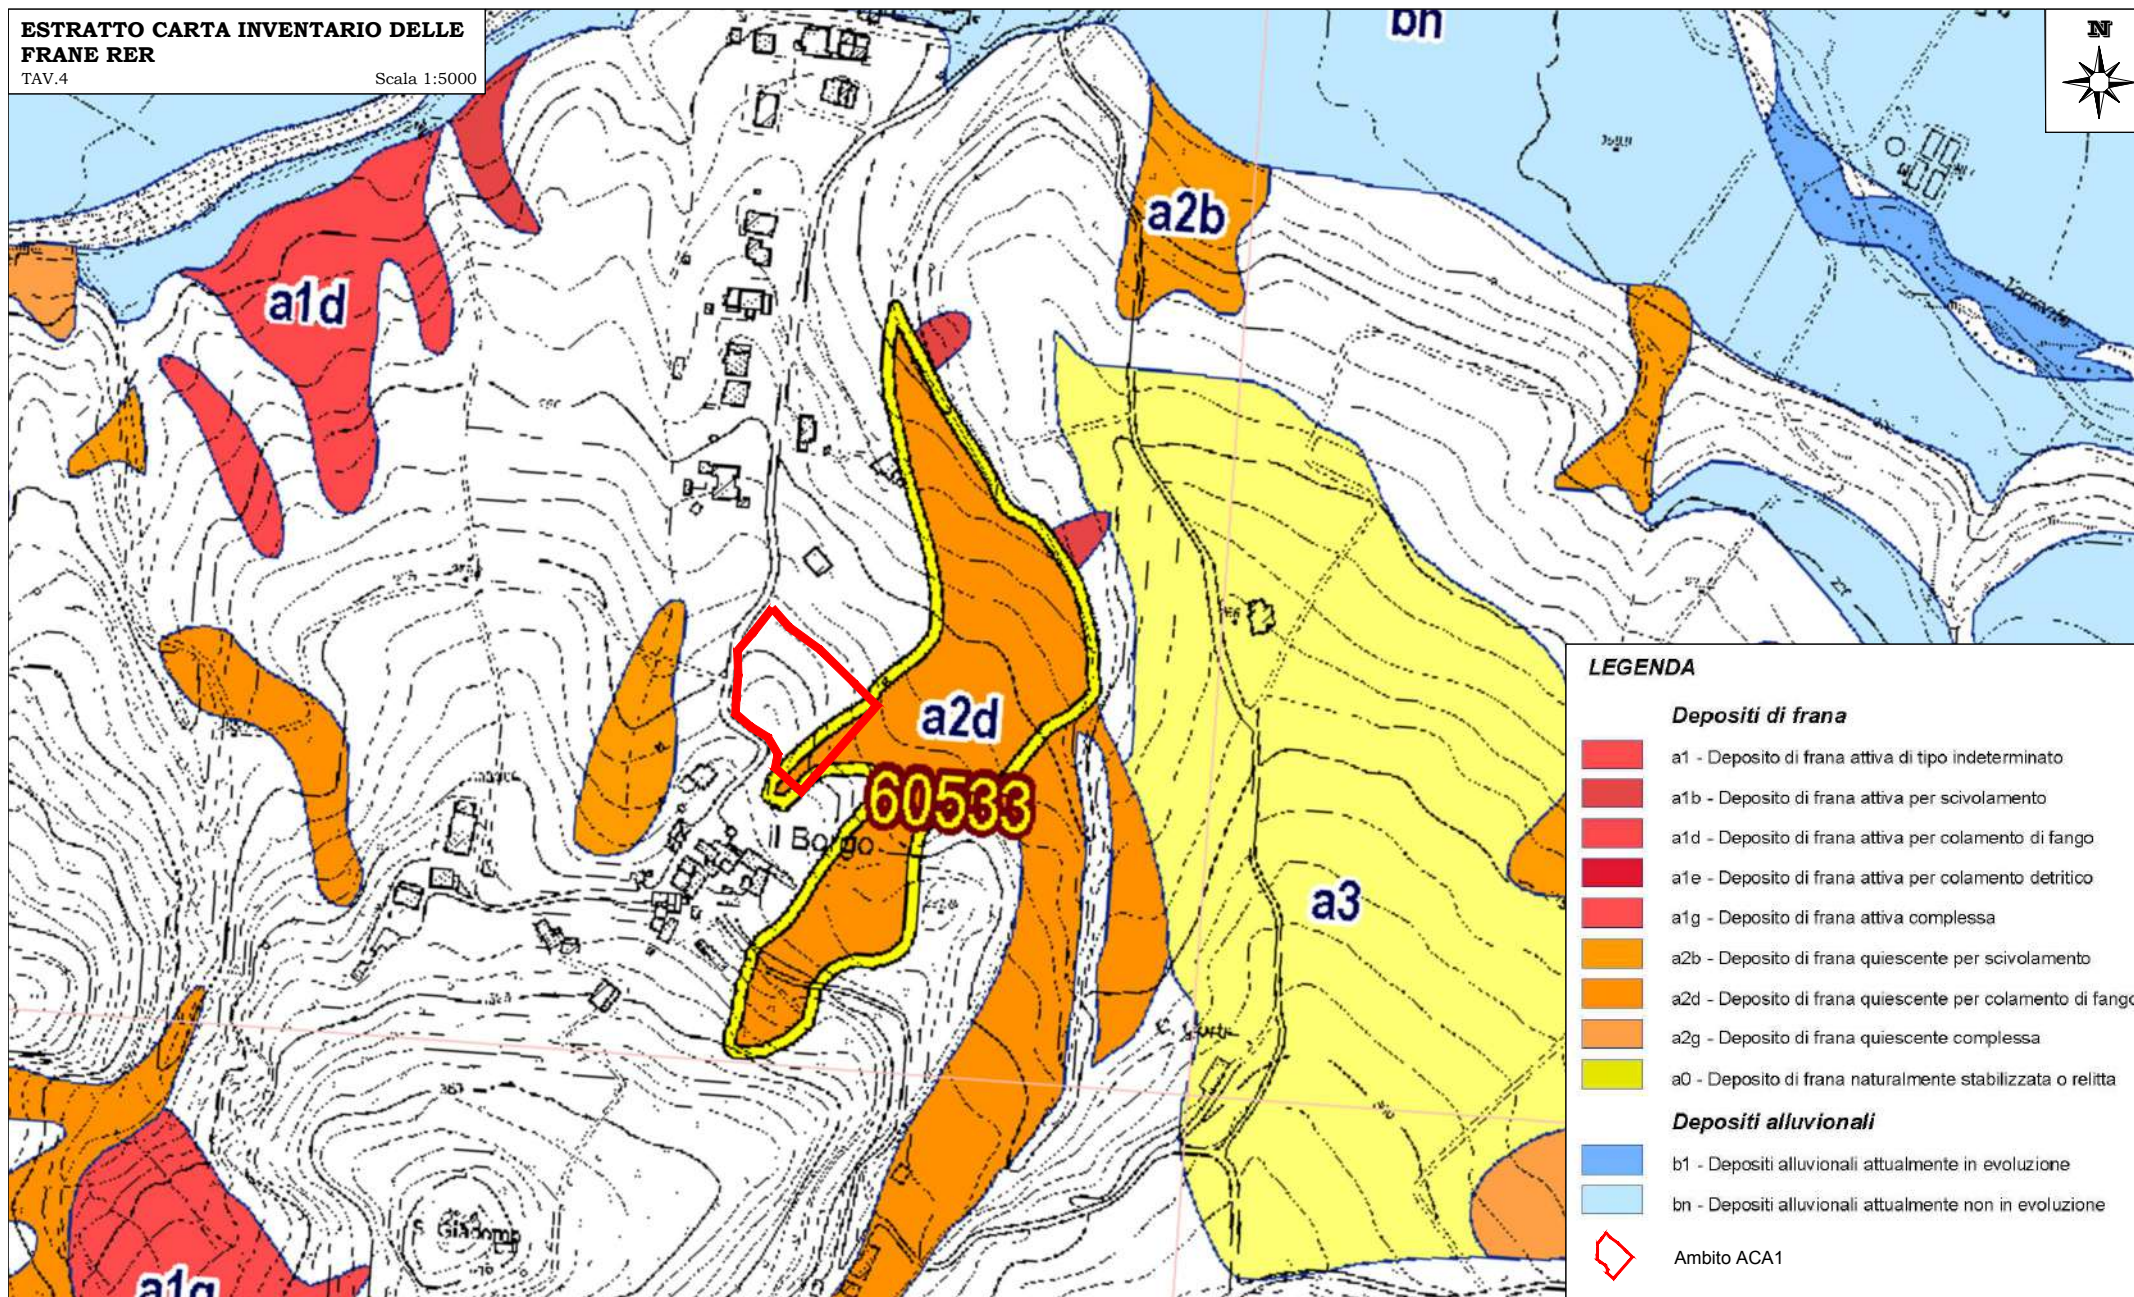 ESTRATTO CARTA INVENTARIO DELLE
FRANE RER
TAV.4 Scala 1:5000
N
bn
a2b
a1d
a2d
60533
il Borgo
a3
S. Giacomo
367
a1g
LEGENDA
Depositi di frana
a1 - Deposito di frana attiva di tipo indeterminato
a1b - Deposito di frana attiva per scivolamento
a1d - Deposito di frana attiva per colamento di fango
a1e - Deposito di frana attiva per colamento detritico
a1g - Deposito di frana attiva complessa
a2b - Deposito di frana quiescente per scivolamento
a2d - Deposito di frana quiescente per colamento di fango
a2g - Deposito di frana quiescente complessa
a0 - Deposito di frana naturalmente stabilizzata o relitta
Depositi alluvionali
b1 - Depositi alluvionali attualmente in evoluzione
bn - Depositi alluvionali attualmente non in evoluzione
Ambito ACA1